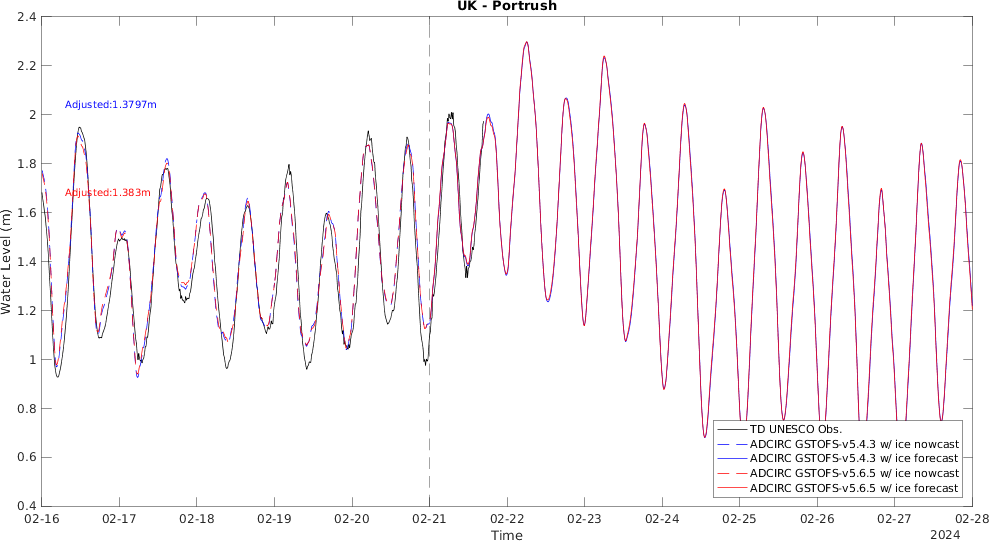 UK - Portrush
2.4
2.2
2
1.8
1.6
1.4
1.2
1
0.8
0.6
0.4
Water Level (m)
Adjusted:1.3797m
Adjusted:1.383m
TD UNESCO Obs.
ADCIRC GSTOFS-v5.4.3 w/ ice nowcast
ADCIRC GSTOFS-v5.4.3 w/ ice forecast
ADCIRC GSTOFS-v5.6.5 w/ ice nowcast
ADCIRC GSTOFS-v5.6.5 w/ ice forecast
02-16 02-17 02-18 02-19 02-20 02-21 02-22 02-23 02-24 02-25 02-26 02-27 02-28
Time
2024